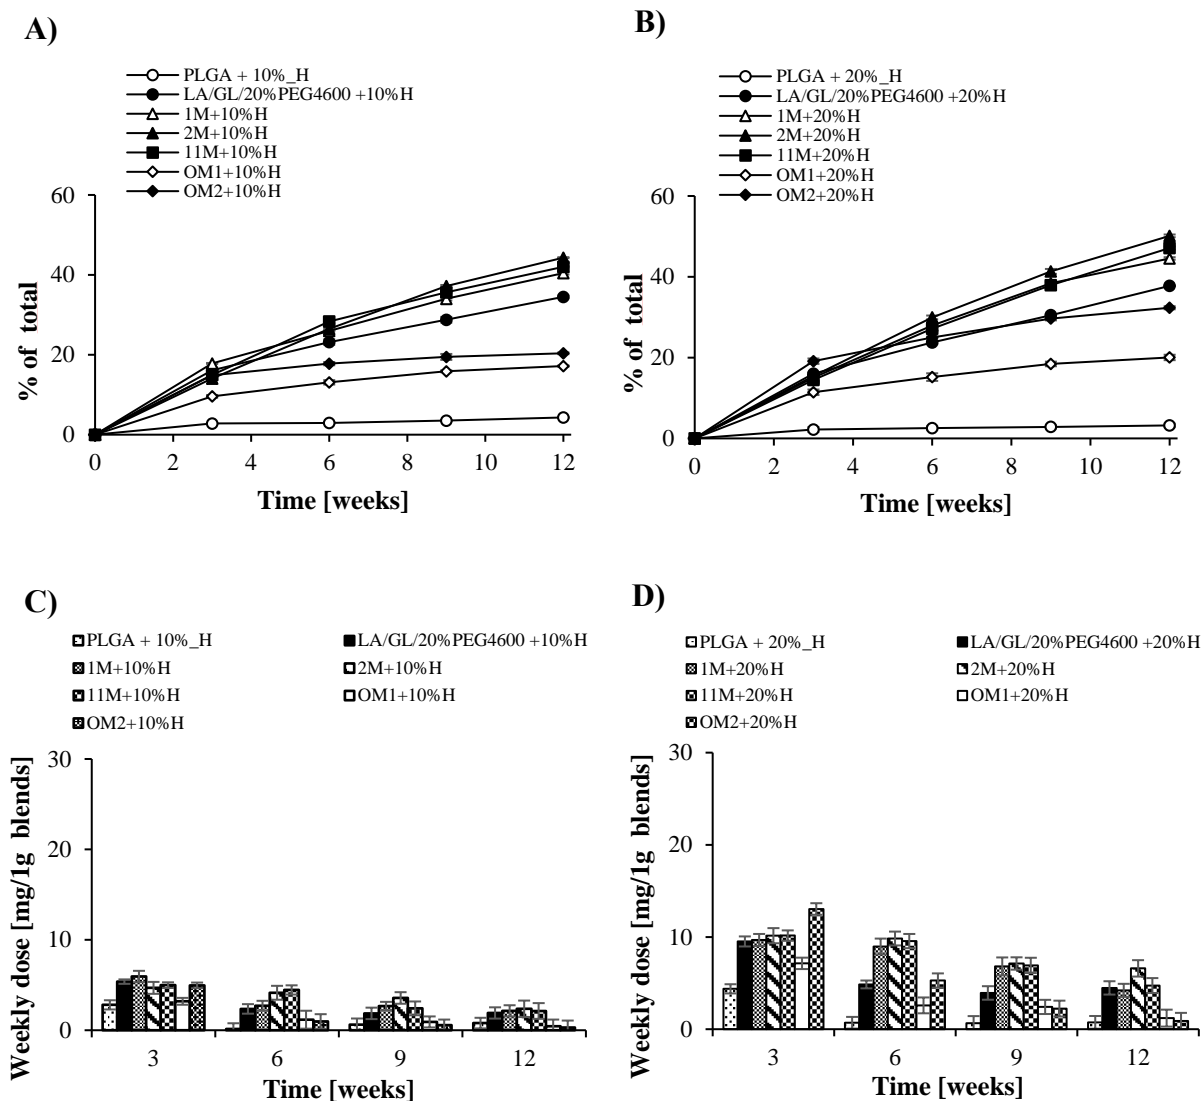 A)
PLGA + 10%_H
LA/GL/20%PEG4600 +10%H
1M+10%H
2M+10%H
11M+10%H
OM1+10%H
OM2+10%H
60
40
20
0
0 2 4 6 8 10 12
% of total
Time [weeks]
B)
PLGA + 20%_H
LA/GL/20%PEG4600 +20%H
1M+20%H
2M+20%H
11M+20%H
OM1+20%H
OM2+20%H
60
40
20
0
0 2 4 6 8 10 12
% of total
Time [weeks]
C)
PLGA + 10%_H LA/GL/20%PEG4600 +10%H
1M+10%H 2M+10%H
11M+10%H OM1+10%H
OM2+10%H
30
20
10
0
3 6 9 12
Weekly dose [mg/1g blends]
Time [weeks]
D)
PLGA + 20%_H LA/GL/20%PEG4600 +20%H
1M+20%H 2M+20%H
11M+20%H OM1+20%H
OM2+20%H
30
20
10
0
3 6 9 12
Weekly dose [mg/1g blends]
Time [weeks]